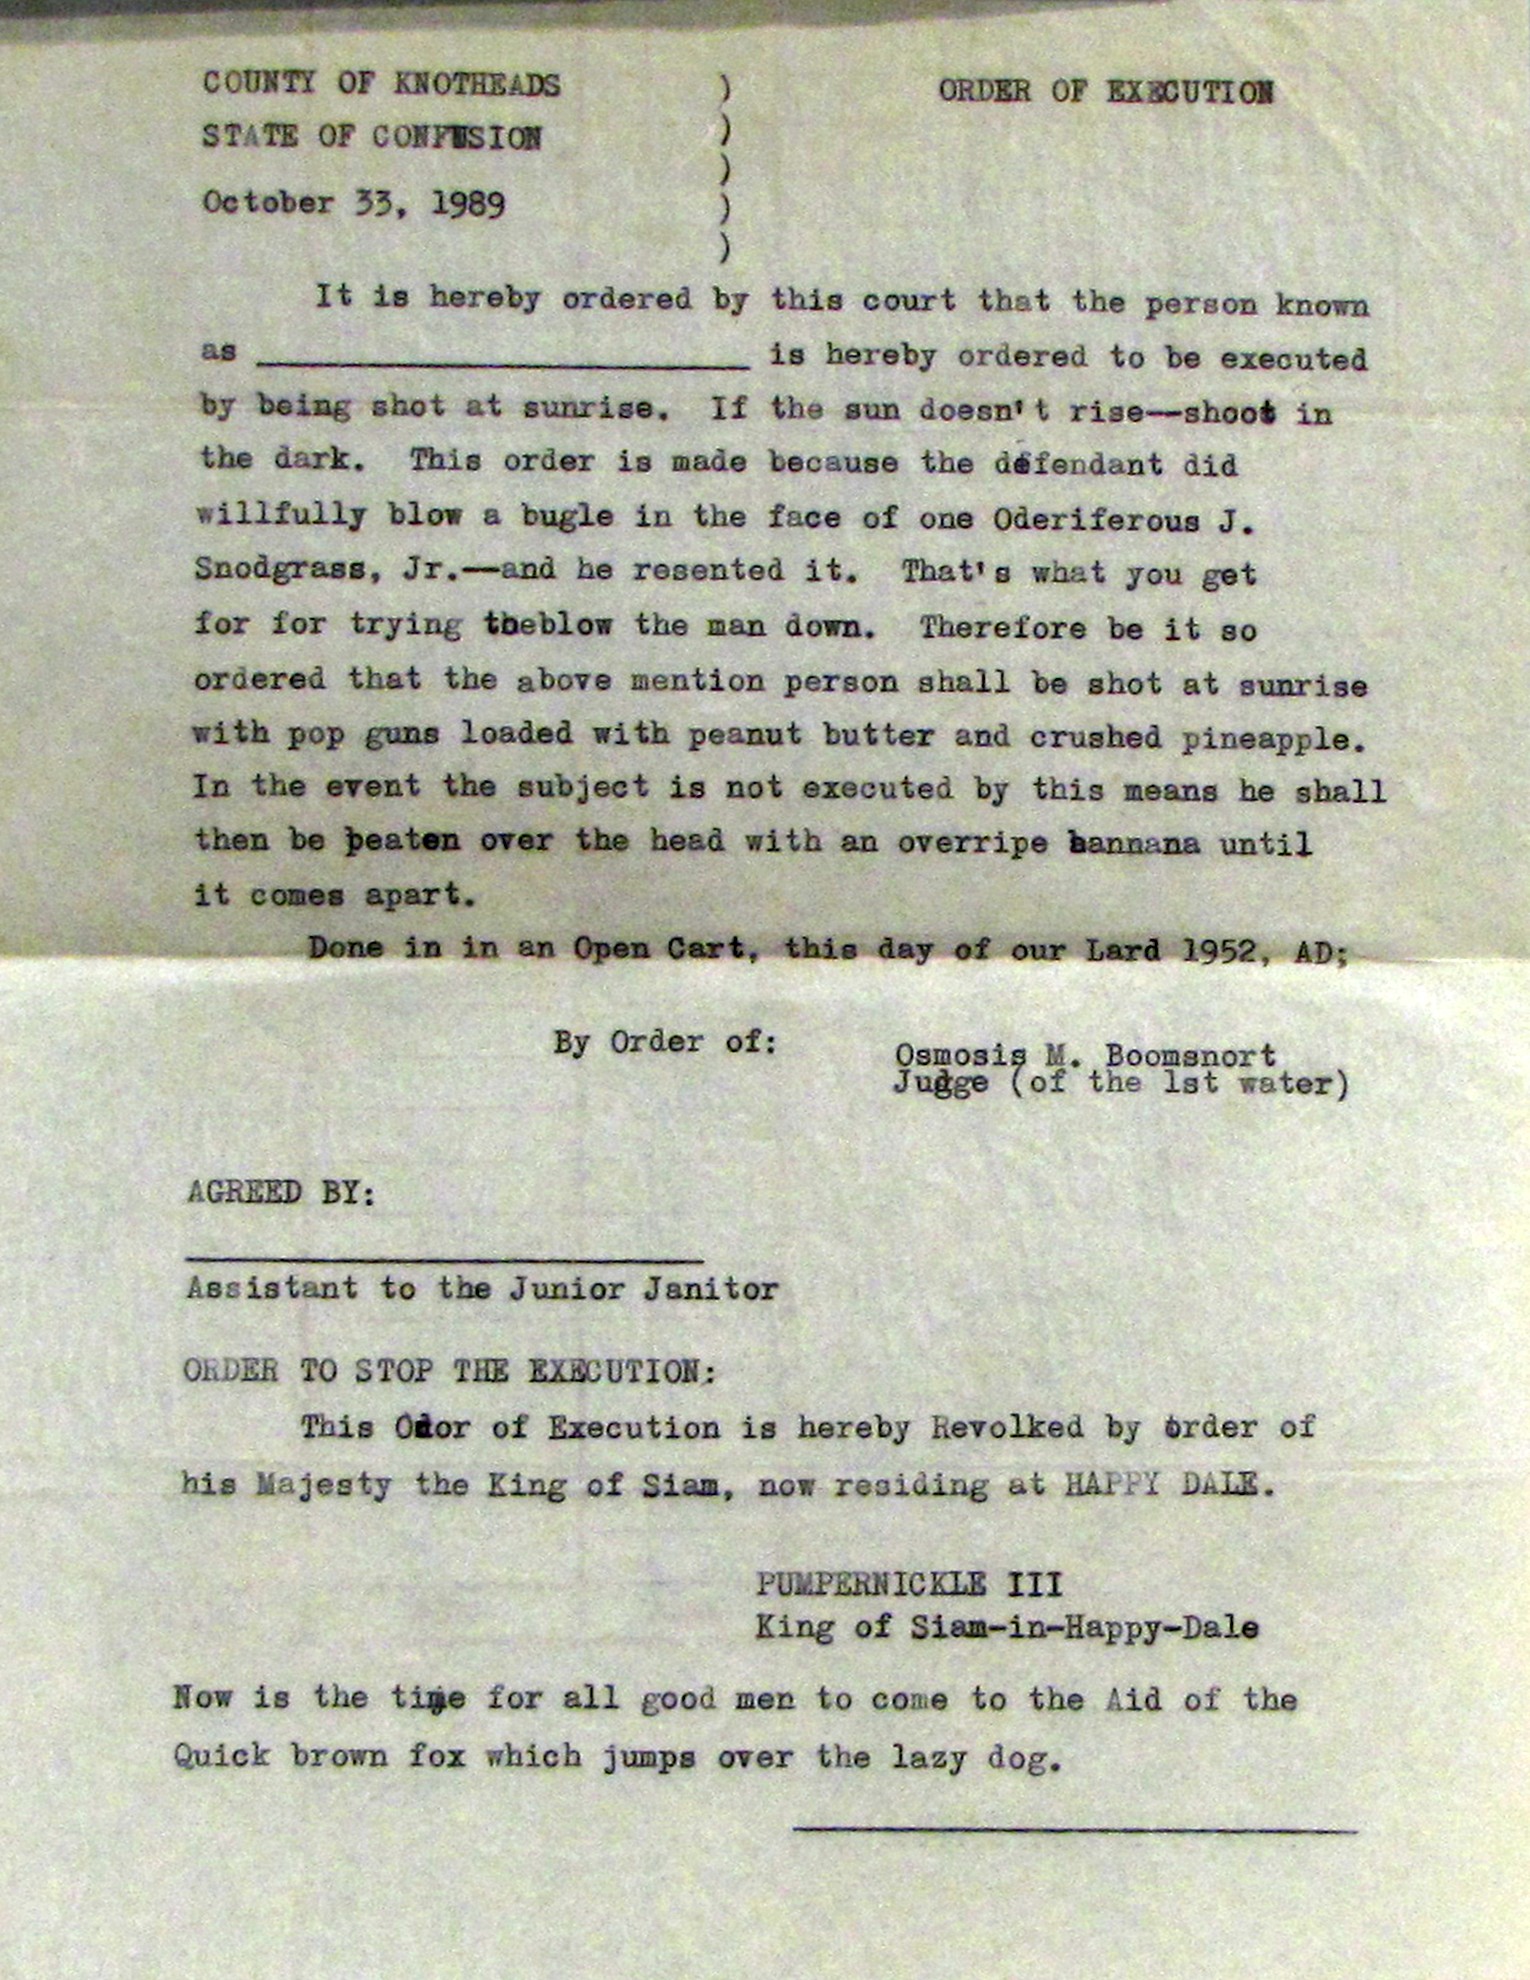 COUNTY OF KNOTHEADS ) ORDER OF EXECUTION
STATE OF CONFUSION )
)
October 33, 1989 )
)
It is hereby ordered by this court that the person known
as ____________________ is hereby ordered to be executed
by being shot at sunrise. If the sun doesn't rise--shoot in
the dark. This order is made because the defendant did
willfully blow a bugle in the face of one Oderiferous J.
Snodgrass, Jr.--and he resented it. That's what you get
for for trying toeblow the man down. Therefore be it so
ordered that the above mention person shall be shot at sunrise
with pop guns loaded with peanut butter and crushed pineapple.
In the event the subject is not executed by this means he shall
then be beaten over the head with an overripe bannana until
it comes apart.
Done in in an Open Cart, this day of our Lard 1952, AD;
By Order of: Osmosis M. Boomsnort
Judge (of the 1st water)
AGREED BY:
____________________
Assistant to the Junior Janitor
ORDER TO STOP THE EXECUTION:
This Odor of Execution is hereby Revolked by order of
his Majesty the King of Siam, now residing at HAPPY DALE.
PUMPERNICKLE III
King of Siam-in-Happy-Dale
Now is the time for all good men to come to the Aid of the
Quick brown fox which jumps over the lazy dog.
____________________